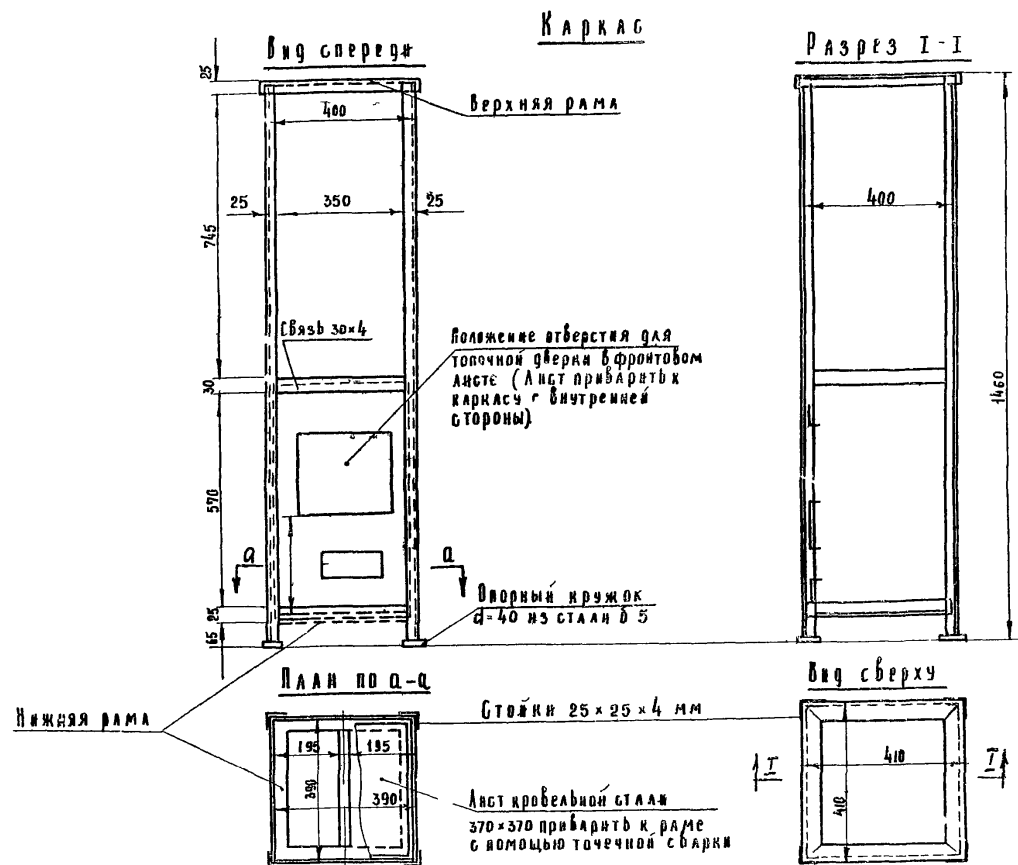 Каркас
Вид спереди
Разрез I-I
25
Верхняя рама
400
25
350
25
400
745
Связь 30×4
Положение отверстия для
топочной дверки в фронтовом
листе (Лист приварить к
каркасу с внутренней
стороны).
30
1460
570
а
а
Опорный кружок
d=40 из стали δ 5
25
65
План по а-а
Вид сверху
Нижняя рама
Стойки 25×25×4 мм
195
195
390
390
410
410
I
I
Лист кровельной стали
370×370 приварить к раме
с помощью точечной сварки